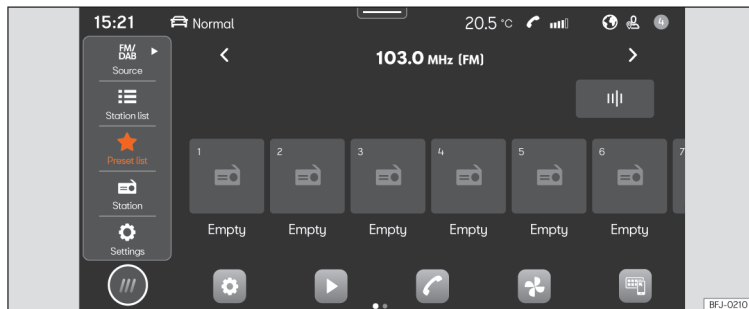 15:21
Normal
20.5 °C
4
FM/
DAB
Source
Station list
Preset list
Station
Settings
103.0 MHz (FM)
1 2 3 4 5 6 7
Empty Empty Empty Empty Empty Empty
BFJ-0210